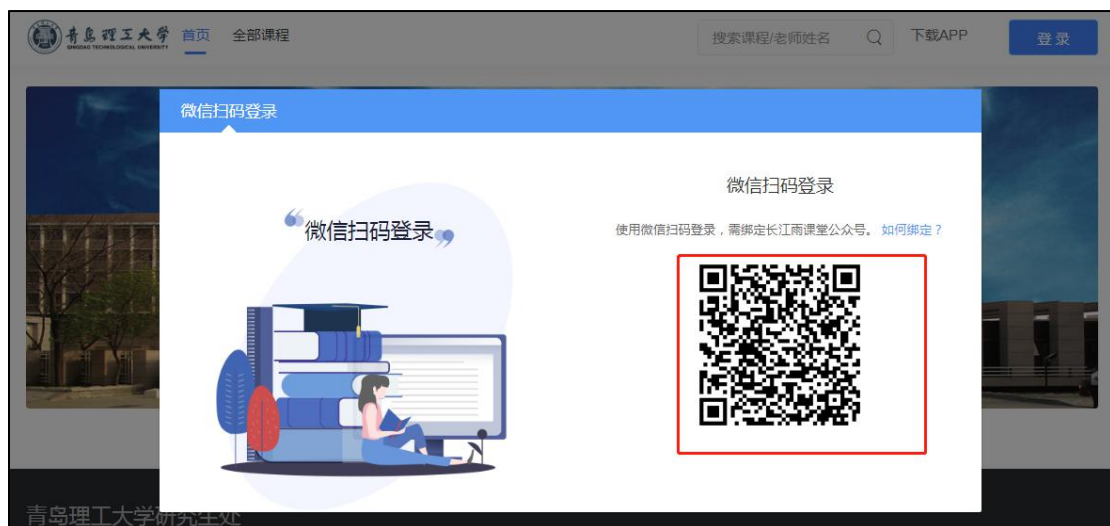 青岛理工大学 首页 全部课程 搜索课程/老师姓名 下载APP 登录
QINGDAO TECHNOLOGICAL UNIVERSITY
微信扫码登录
微信扫码登录
微信扫码登录
使用微信扫码登录，需绑定长江雨课堂公众号。 如何绑定？
青岛理工大学研究生处